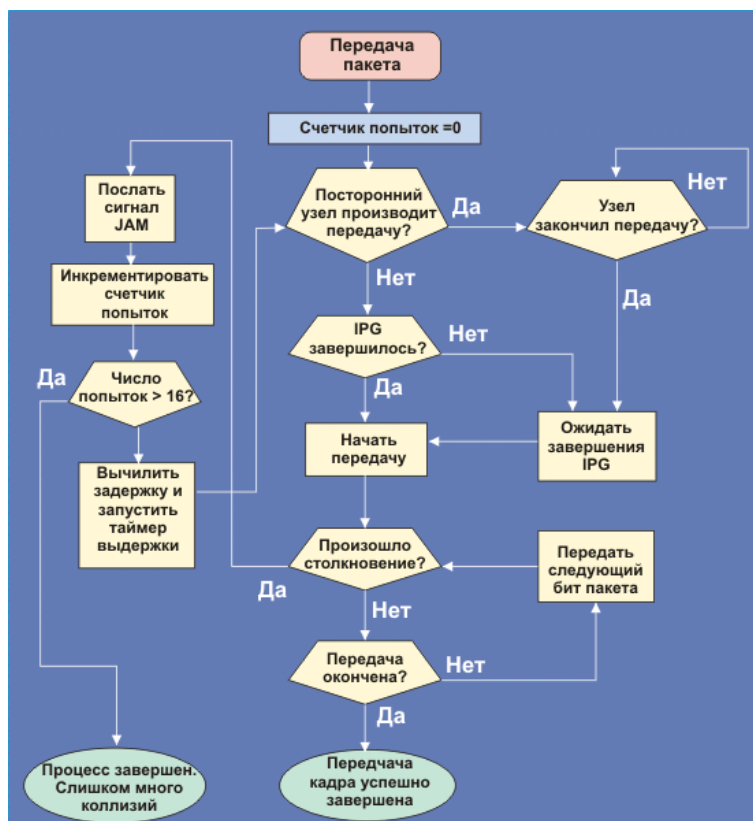 Передача
пакета
Счетчик попыток =0
Посторонний
узел производит
передачу?
Да
Узел
закончил передачу?
Нет
Да
Нет
IPG
завершилось?
Нет
Да
Ожидать
завершения
IPG
Начать
передачу
Произошло
столкновение?
Да
Нет
Передать
следующий
бит пакета
Передача
окончена?
Нет
Да
Передчача
кадра успешно
завершена
Послать
сигнал
JAM
Инкрементировать
счетчик
попыток
Да
Число
попыток > 16?
Вычилить
задержку и
запустить
таймер
выдержки
Процесс завершен.
Слишком много
коллизий